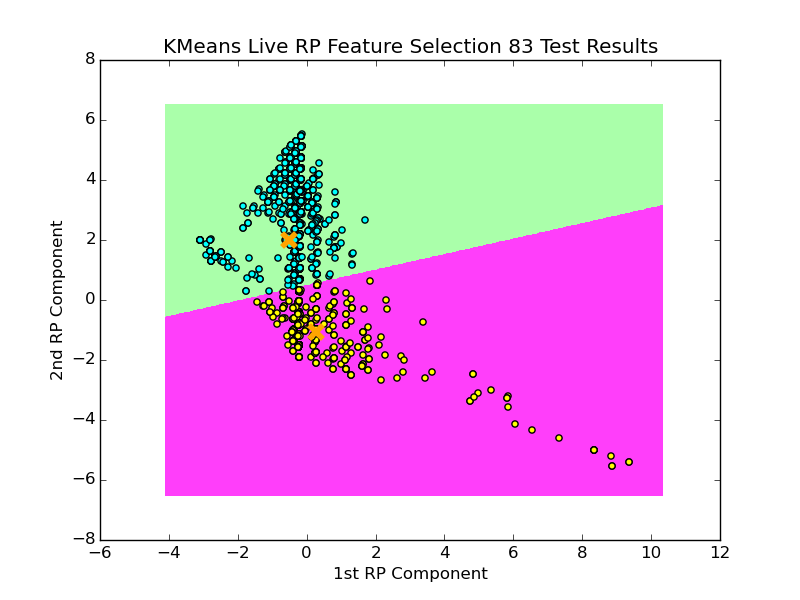 KMeans Live RP Feature Selection 83 Test Results
8
6
4
2
0
−2
−4
−6
−8
2nd RP Component
−6 −4 −2 0 2 4 6 8 10 12
1st RP Component